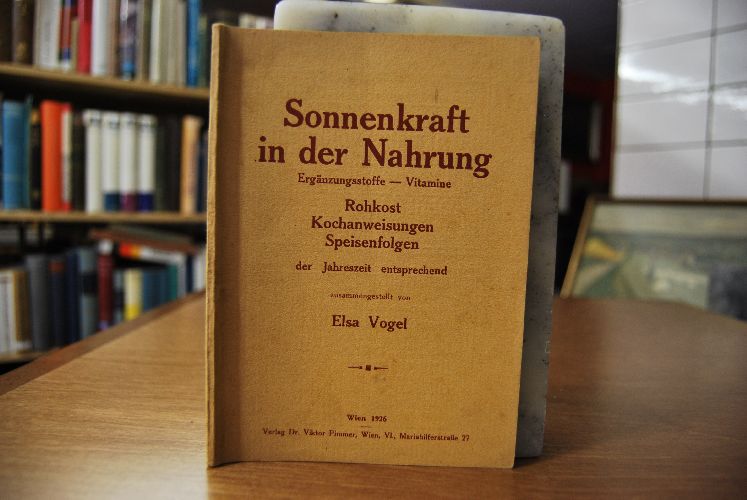 Sonnenkraft
in der Nahrung
Ergänzungsstoffe — Vitamine
Rohkost
Kochanweisungen
Speisenfolgen
der Jahreszeit entsprechend
zusammengestellt von
Elsa Vogel
Wien 1926
Verlag Dr. Viktor Pimmer, Wien, VI., Mariahilferstraße 27